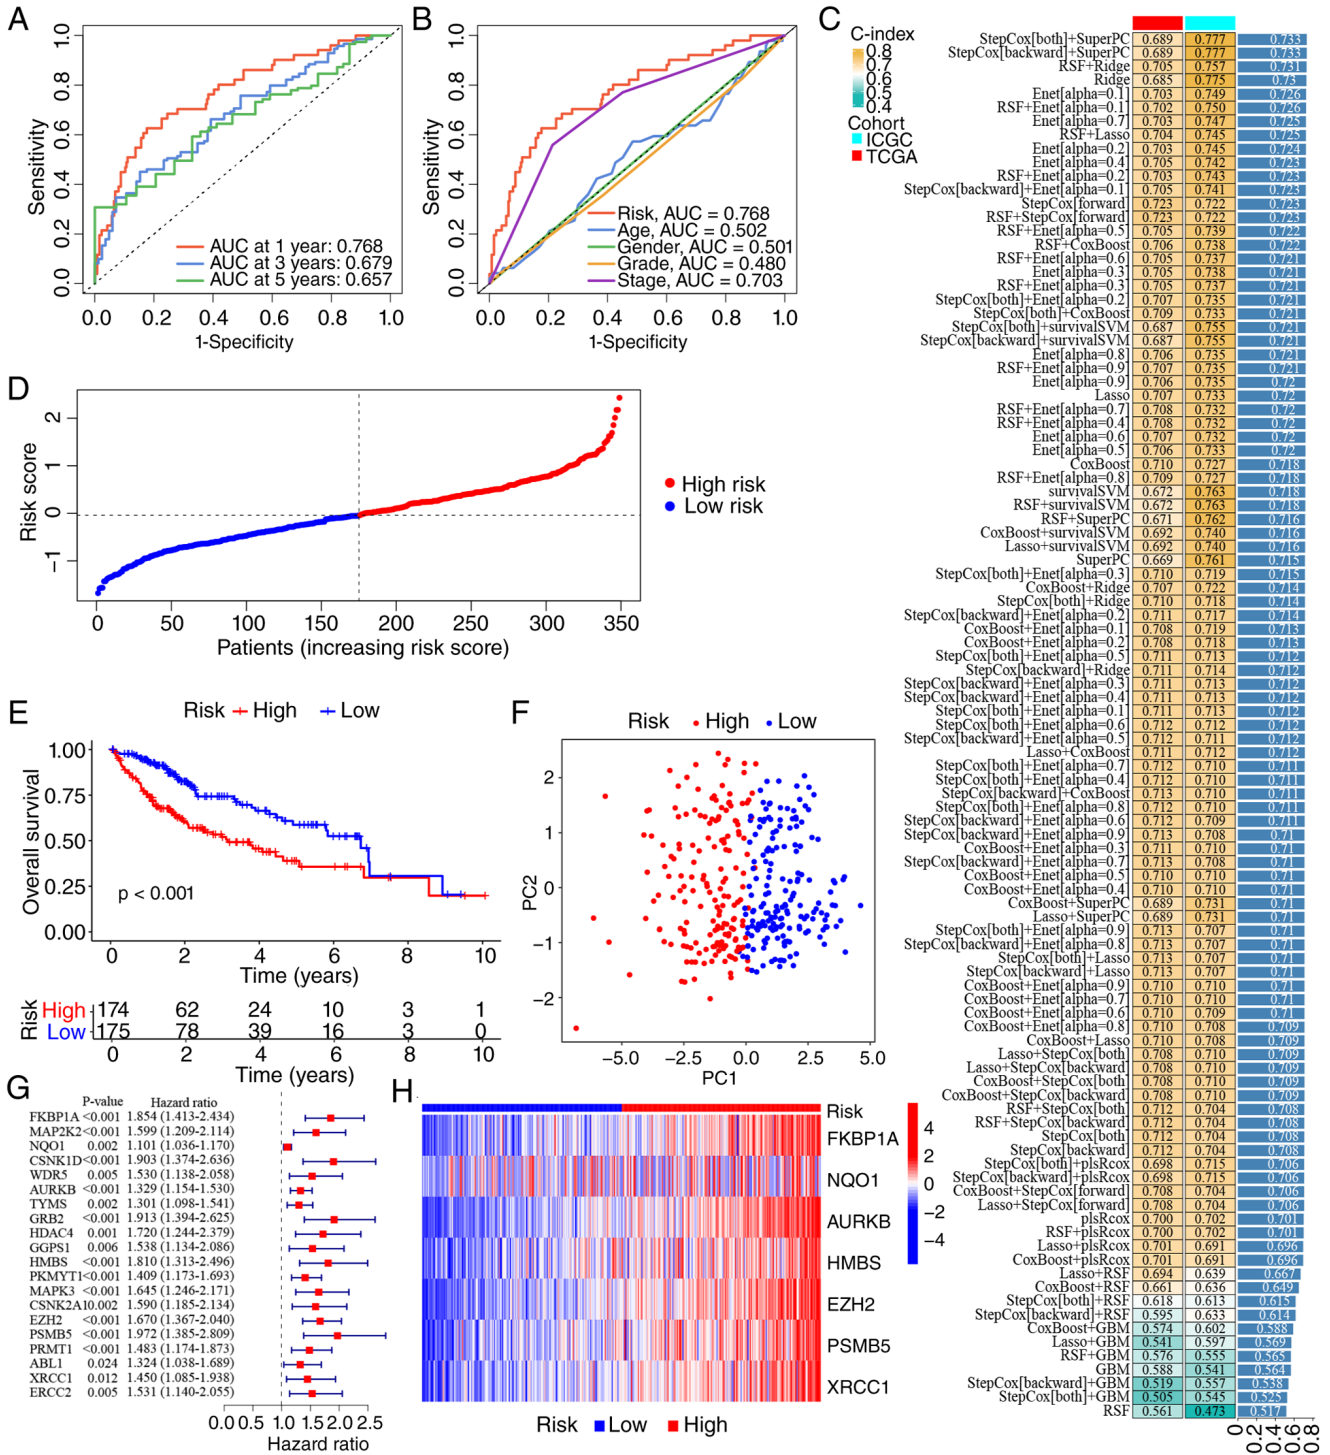 A
1.0
0.8
0.6
0.4
0.2
0.0
Sensitivity
AUC at 1 year: 0.768
AUC at 3 years: 0.679
AUC at 5 years: 0.657
0.0 0.2 0.4 0.6 0.8 1.0
1-Specificity
B
1.0
0.8
0.6
0.4
0.2
0.0
Sensitivity
Risk, AUC = 0.768
Age, AUC = 0.502
Gender, AUC = 0.501
Grade, AUC = 0.480
Stage, AUC = 0.703
0.0 0.2 0.4 0.6 0.8 1.0
1-Specificity
C
C-index
0.8
0.7
0.6
0.5
0.4
Cohort
ICGC
TCGA
StepCox[both]+SuperPC 0.689 0.777 0.733
StepCox[backward]+SuperPC 0.689 0.777 0.733
RSF+Ridge 0.705 0.757 0.731
Ridge 0.685 0.775 0.73
Enet[alpha=0.1] 0.703 0.749 0.726
RSF+Enet[alpha=0.1] 0.702 0.750 0.726
Enet[alpha=0.7] 0.703 0.747 0.725
RSF+Lasso 0.704 0.745 0.725
Enet[alpha=0.2] 0.703 0.745 0.724
Enet[alpha=0.4] 0.705 0.742 0.723
RSF+Enet[alpha=0.2] 0.703 0.743 0.723
StepCox[backward]+Enet[alpha=0.1] 0.705 0.741 0.723
StepCox[forward] 0.723 0.722 0.723
RSF+StepCox[forward] 0.723 0.722 0.723
RSF+Enet[alpha=0.5] 0.705 0.739 0.722
RSF+CoxBoost 0.706 0.738 0.722
RSF+Enet[alpha=0.6] 0.705 0.737 0.721
Enet[alpha=0.3] 0.705 0.738 0.721
RSF+Enet[alpha=0.3] 0.705 0.737 0.721
StepCox[both]+Enet[alpha=0.2] 0.707 0.735 0.721
StepCox[both]+CoxBoost 0.709 0.733 0.721
StepCox[both]+survivalSVM 0.687 0.755 0.721
StepCox[backward]+survivalSVM 0.687 0.755 0.721
Enet[alpha=0.8] 0.706 0.735 0.721
RSF+Enet[alpha=0.9] 0.707 0.735 0.721
Enet[alpha=0.9] 0.706 0.735 0.72
Lasso 0.707 0.733 0.72
RSF+Enet[alpha=0.7] 0.708 0.732 0.72
RSF+Enet[alpha=0.4] 0.708 0.732 0.72
Enet[alpha=0.6] 0.707 0.732 0.72
Enet[alpha=0.5] 0.706 0.733 0.72
CoxBoost 0.710 0.727 0.718
RSF+Enet[alpha=0.8] 0.709 0.727 0.718
survivalSVM 0.672 0.763 0.718
RSF+survivalSVM 0.672 0.763 0.718
RSF+SuperPC 0.671 0.762 0.716
CoxBoost+survivalSVM 0.692 0.740 0.716
Lasso+survivalSVM 0.692 0.740 0.716
SuperPC 0.669 0.761 0.715
StepCox[both]+Enet[alpha=0.3] 0.710 0.719 0.715
CoxBoost+Ridge 0.707 0.722 0.714
StepCox[both]+Ridge 0.710 0.718 0.714
StepCox[backward]+Enet[alpha=0.2] 0.711 0.717 0.714
CoxBoost+Enet[alpha=0.1] 0.708 0.719 0.713
CoxBoost+Enet[alpha=0.2] 0.708 0.718 0.713
StepCox[both]+Enet[alpha=0.5] 0.711 0.713 0.712
StepCox[backward]+Ridge 0.711 0.714 0.712
StepCox[backward]+Enet[alpha=0.3] 0.711 0.713 0.712
StepCox[backward]+Enet[alpha=0.4] 0.711 0.713 0.712
StepCox[both]+Enet[alpha=0.1] 0.711 0.713 0.712
StepCox[both]+Enet[alpha=0.6] 0.712 0.712 0.712
StepCox[backward]+Enet[alpha=0.5] 0.712 0.711 0.712
Lasso+CoxBoost 0.711 0.712 0.712
StepCox[both]+Enet[alpha=0.7] 0.712 0.710 0.711
StepCox[both]+Enet[alpha=0.4] 0.712 0.710 0.711
StepCox[backward]+CoxBoost 0.713 0.710 0.711
StepCox[both]+Enet[alpha=0.8] 0.712 0.710 0.711
StepCox[backward]+Enet[alpha=0.6] 0.712 0.709 0.711
StepCox[backward]+Enet[alpha=0.9] 0.713 0.708 0.71
CoxBoost+Enet[alpha=0.3] 0.711 0.710 0.71
StepCox[backward]+Enet[alpha=0.7] 0.713 0.708 0.71
CoxBoost+Enet[alpha=0.5] 0.710 0.710 0.71
CoxBoost+Enet[alpha=0.4] 0.710 0.710 0.71
CoxBoost+SuperPC 0.689 0.731 0.71
Lasso+SuperPC 0.689 0.731 0.71
StepCox[both]+Enet[alpha=0.9] 0.713 0.707 0.71
StepCox[backward]+Enet[alpha=0.8] 0.713 0.707 0.71
StepCox[both]+Lasso 0.713 0.707 0.71
StepCox[backward]+Lasso 0.713 0.707 0.71
CoxBoost+Enet[alpha=0.9] 0.710 0.710 0.71
CoxBoost+Enet[alpha=0.7] 0.710 0.710 0.71
CoxBoost+Enet[alpha=0.6] 0.710 0.709 0.71
CoxBoost+Enet[alpha=0.8] 0.710 0.708 0.709
CoxBoost+Lasso 0.708 0.710 0.709
Lasso+StepCox[both] 0.708 0.710 0.709
Lasso+StepCox[backward] 0.708 0.710 0.709
CoxBoost+StepCox[both] 0.708 0.710 0.709
CoxBoost+StepCox[backward] 0.708 0.710 0.709
RSF+StepCox[both] 0.712 0.704 0.708
RSF+StepCox[backward] 0.712 0.704 0.708
StepCox[both] 0.712 0.704 0.708
StepCox[backward] 0.712 0.704 0.708
StepCox[both]+plsRcox 0.698 0.715 0.706
StepCox[backward]+plsRcox 0.698 0.715 0.706
CoxBoost+StepCox[forward] 0.708 0.704 0.706
Lasso+StepCox[forward] 0.708 0.704 0.706
plsRcox 0.700 0.702 0.701
RSF+plsRcox 0.700 0.702 0.701
Lasso+plsRcox 0.701 0.691 0.696
CoxBoost+plsRcox 0.701 0.691 0.696
Lasso+RSF 0.694 0.639 0.667
CoxBoost+RSF 0.661 0.636 0.649
StepCox[both]+RSF 0.618 0.613 0.615
StepCox[backward]+RSF 0.595 0.633 0.614
CoxBoost+GBM 0.574 0.602 0.588
Lasso+GBM 0.541 0.597 0.569
RSF+GBM 0.576 0.555 0.565
GBM 0.588 0.541 0.564
StepCox[backward]+GBM 0.519 0.557 0.538
StepCox[both]+GBM 0.505 0.545 0.525
RSF 0.561 0.473 0.517
0 0.2 0.4 0.6 0.8
D
2
1
0
−1
Risk score
High risk
Low risk
0 50 100 150 200 250 300 350
Patients (increasing risk score)
E
Risk High Low
1.00
0.75
0.50
0.25
0.00
Overall survival
p < 0.001
0 2 4 6 8 10
Time (years)
Risk
High 174 62 24 10 3 1
Low 175 78 39 16 3 0
0 2 4 6 8 10
Time (years)
F
Risk High Low
2
1
0
−1
−2
PC2
−5.0 −2.5 0.0 2.5 5.0
PC1
G
P-value Hazard ratio
FKBP1A <0.001 1.854 (1.413-2.434)
MAP2K2 <0.001 1.599 (1.209-2.114)
NQO1 0.002 1.101 (1.036-1.170)
CSNK1D <0.001 1.903 (1.374-2.636)
WDR5 0.005 1.530 (1.138-2.058)
AURKB <0.001 1.329 (1.154-1.530)
TYMS 0.002 1.301 (1.098-1.541)
GRB2 <0.001 1.913 (1.394-2.625)
HDAC4 0.001 1.720 (1.244-2.379)
GGPS1 0.006 1.538 (1.134-2.086)
HMBS <0.001 1.810 (1.313-2.496)
PKMYT1 <0.001 1.409 (1.173-1.693)
MAPK3 <0.001 1.645 (1.246-2.171)
CSNK2A1 0.002 1.590 (1.185-2.134)
EZH2 <0.001 1.670 (1.367-2.040)
PSMB5 <0.001 1.972 (1.385-2.809)
PRMT1 <0.001 1.483 (1.174-1.873)
ABL1 0.024 1.324 (1.038-1.689)
XRCC1 0.012 1.450 (1.085-1.938)
ERCC2 0.005 1.531 (1.140-2.055)
0.0 0.5 1.0 1.5 2.0 2.5
Hazard ratio
H
Risk
FKBP1A
NQO1
AURKB
HMBS
EZH2
PSMB5
XRCC1
4
2
0
−2
−4
Risk Low High